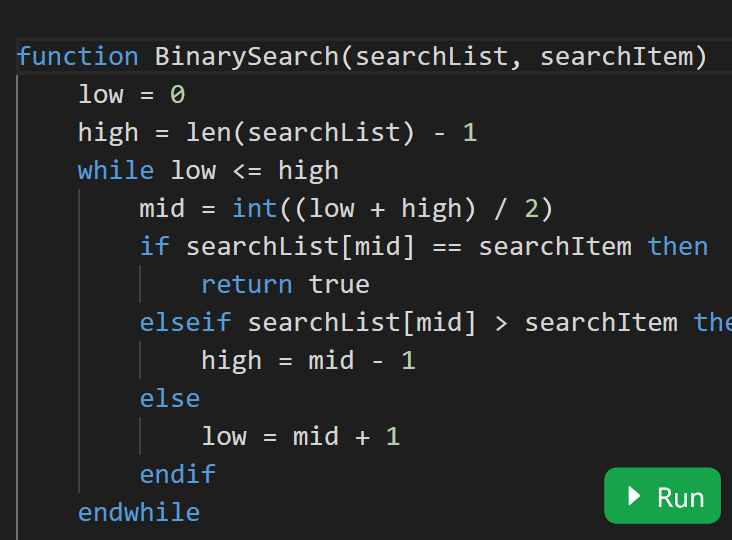 function BinarySearch(searchList, searchItem)
    low = 0
    high = len(searchList) - 1
    while low <= high
        mid = int((low + high) / 2)
        if searchList[mid] == searchItem then
            return true
        elseif searchList[mid] > searchItem the
            high = mid - 1
        else
            low = mid + 1
        endif
    endwhile
Run